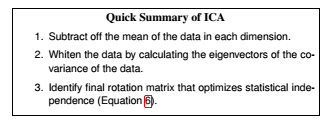 Quick Summary of ICA
1. Subtract off the mean of the data in each dimension.
2. Whiten the data by calculating the eigenvectors of the co-
variance of the data.
3. Identify final rotation matrix that optimizes statistical inde-
pendence (Equation 6).